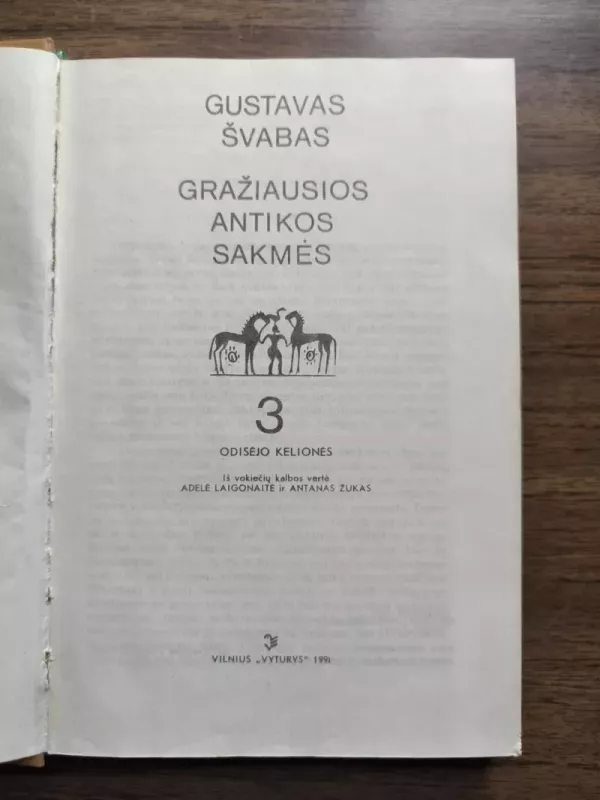 GUSTAVAS
ŠVABAS
GRAŽIAUSIOS
ANTIKOS
SAKMĖS
3
ODISĖJO KELIONĖS
Iš vokiečių kalbos vertė
ADELĖ LAIGONAITĖ ir ANTANAS ŽUKAS
VILNIUS „VYTURYS“ 1991